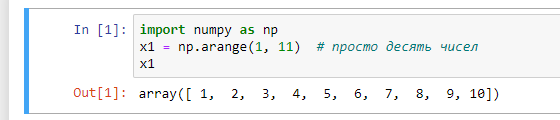 In [1]: import numpy as np
x1 = np.arange(1, 11)  # просто десять чисел
x1
Out[1]: array([ 1,  2,  3,  4,  5,  6,  7,  8,  9, 10])